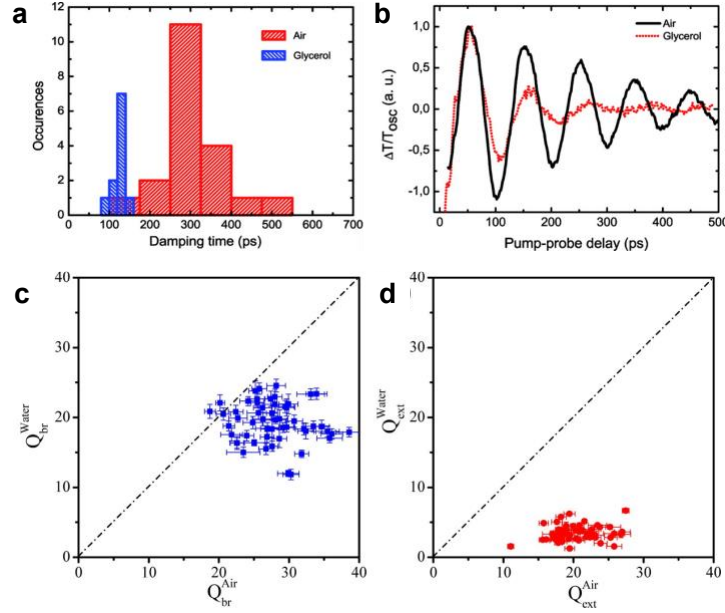 a
12
10
8
6
4
2
0
Occurences
Air
Glycerol
0 100 200 300 400 500 600 700
Damping time (ps)
b
1,0
0,5
0,0
-0,5
-1,0
ΔT/Tosc (a. u.)
Air
Glycerol
0 100 200 300 400 500
Pump-probe delay (ps)
c
40
30
20
10
0
Q_br^Water
0 10 20 30 40
Q_br^Air
d
40
30
20
10
0
Q_ext^Water
0 10 20 30 40
Q_ext^Air